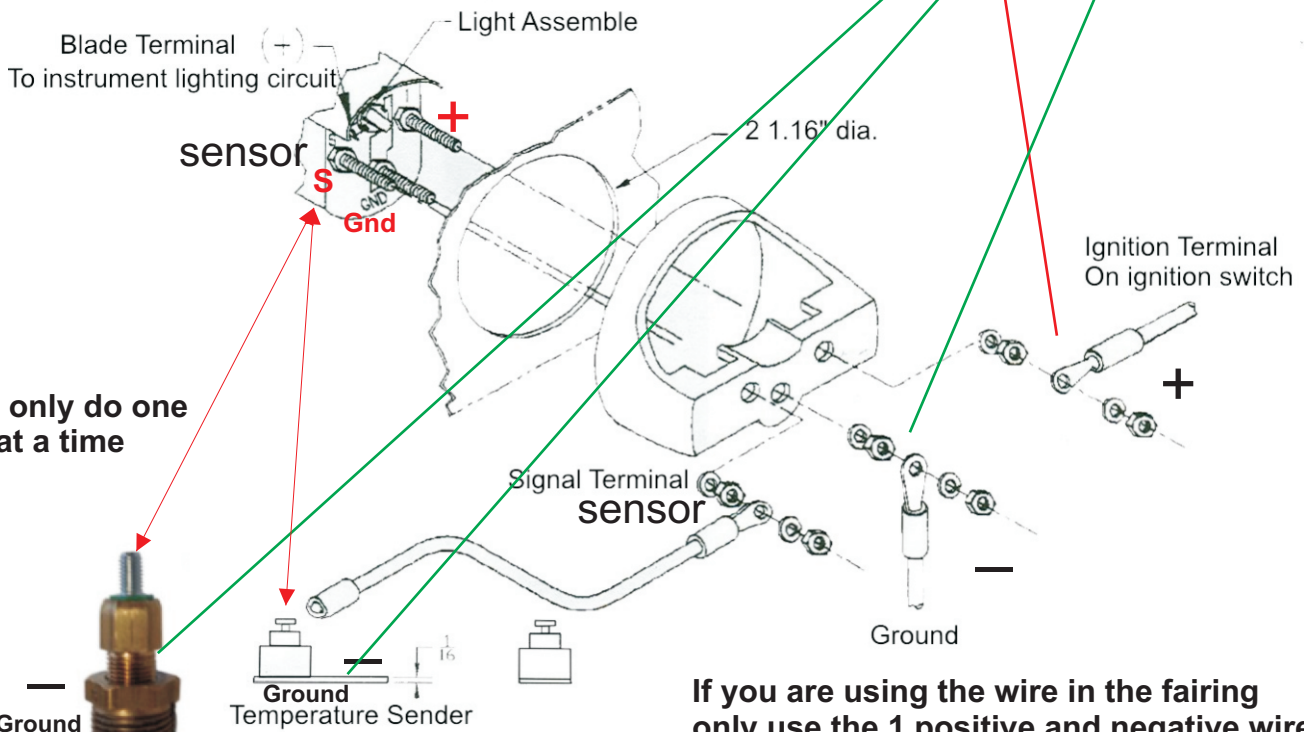 Light Assemble
Blade Terminal (+)
To instrument lighting circuit
+
2 1.16" dia.
sensor
S
GND
Gnd
Ignition Terminal
On ignition switch
+
only do one
at a time
Signal Terminal
sensor
—
Ground
1/16
—
Ground
Temperature Sender
—
Ground
If you are using the wire in the fairing
only use the 1 positive and negative wire